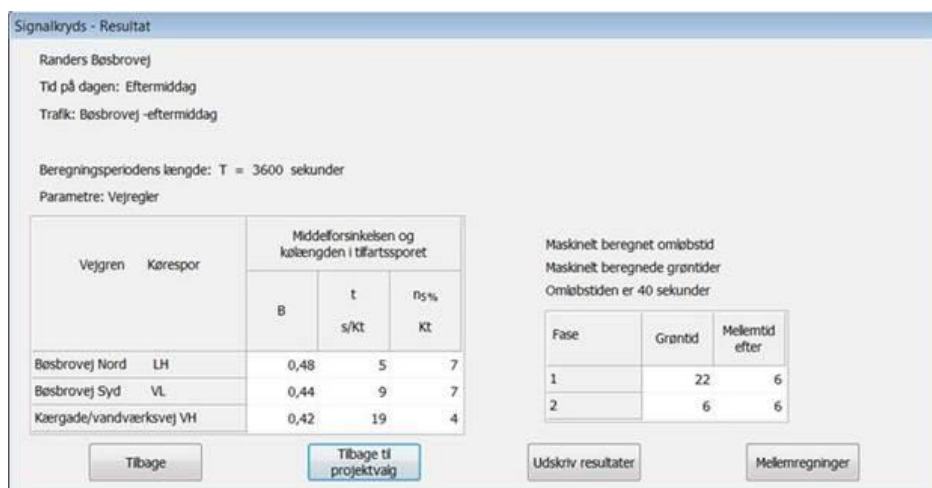 Signalkryds - Resultat
Randers Bøsbrovej
Tid på dagen: Eftermiddag
Trafik: Bøsbrovej -eftermiddag
Beregningsperiodens længde: T = 3600 sekunder
Parametre: Vejregler
Vejgren Kørespor
Middelforsinkelsen og
kølængden i tilfartssporet
B
t
s/Kt
n5%
Kt
Bøsbrovej Nord LH 0,48 5 7
Bøsbrovej Syd VL 0,44 9 7
Kærgade/vandværksvej VH 0,42 19 4
Maskinelt beregnet omløbstid
Maskinelt beregnede grøntider
Omløbstiden er 40 sekunder
Fase Grøntid Mellemtid
efter
1 22 6
2 6 6
Tilbage
Tilbage til
projektvalg
Udskriv resultater
Mellemregninger